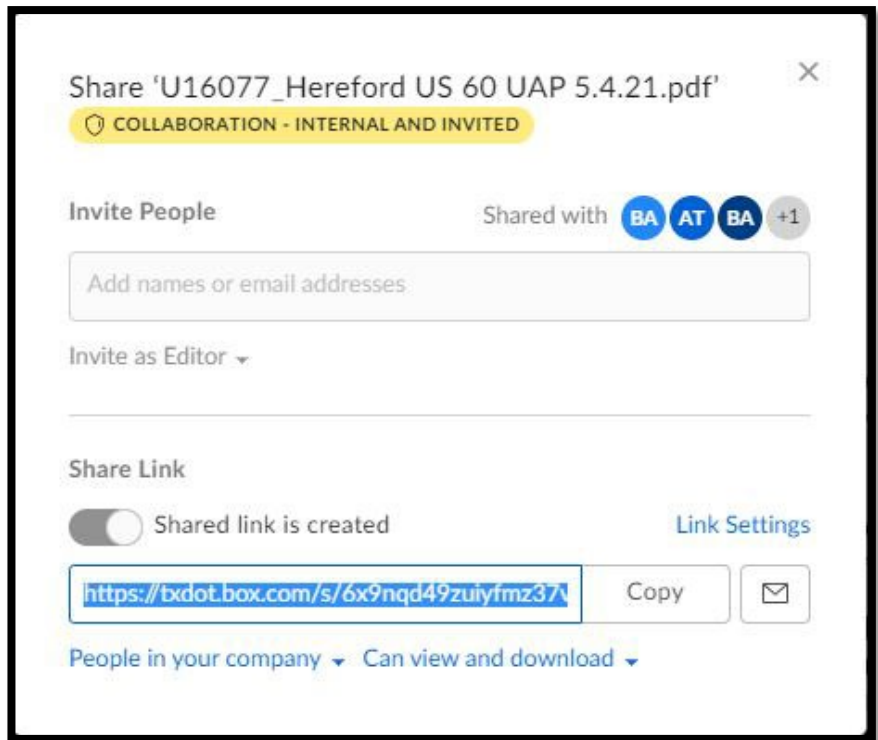 Share ‘U16077_Hereford US 60 UAP 5.4.21.pdf’
COLLABORATION - INTERNAL AND INVITED
Invite People Shared with BA AT BA +1
Add names or email addresses
Invite as Editor
Share Link
Shared link is created Link Settings
https://txdot.box.com/s/6x9nqd49zuiyfmz37 Copy
People in your company Can view and download